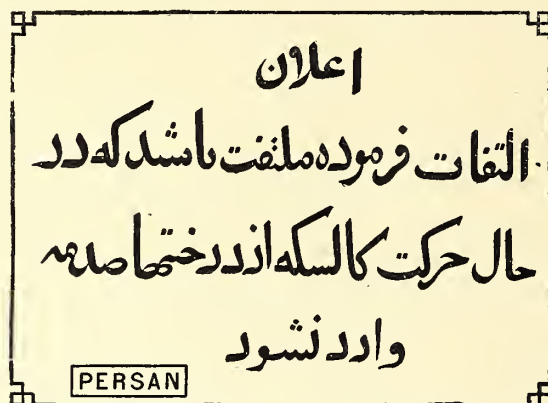 اعلان
التفات فرموده ملتفت باشد که در
حال حرکت کالسکه از درختها صدمه
وارد نشود
PERSAN